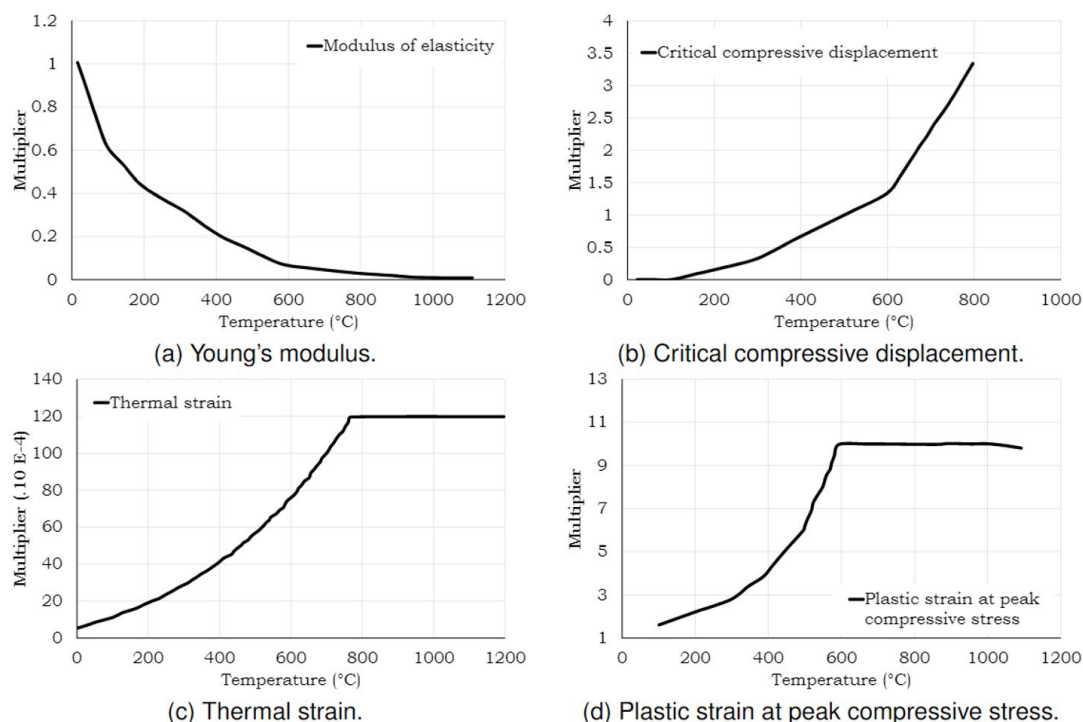 1.2
1
0.8
0.6
0.4
0.2
0
Multiplier
Modulus of elasticity
0 200 400 600 800 1000 1200
Temperature (°C)
(a) Young's modulus.
4
3.5
3
2.5
2
1.5
1
0.5
0
Multiplier
Critical compressive displacement
0 200 400 600 800 1000
Temperature (°C)
(b) Critical compressive displacement.
140
120
100
80
60
40
20
0
Multiplier (.10 E-4)
Thermal strain
0 200 400 600 800 1000 1200
Temperature (°C)
(c) Thermal strain.
13
11
9
7
5
3
1
Multiplier
Plastic strain at peak
compressive stress
0 200 400 600 800 1000 1200
Temperature (°C)
(d) Plastic strain at peak compressive stress.